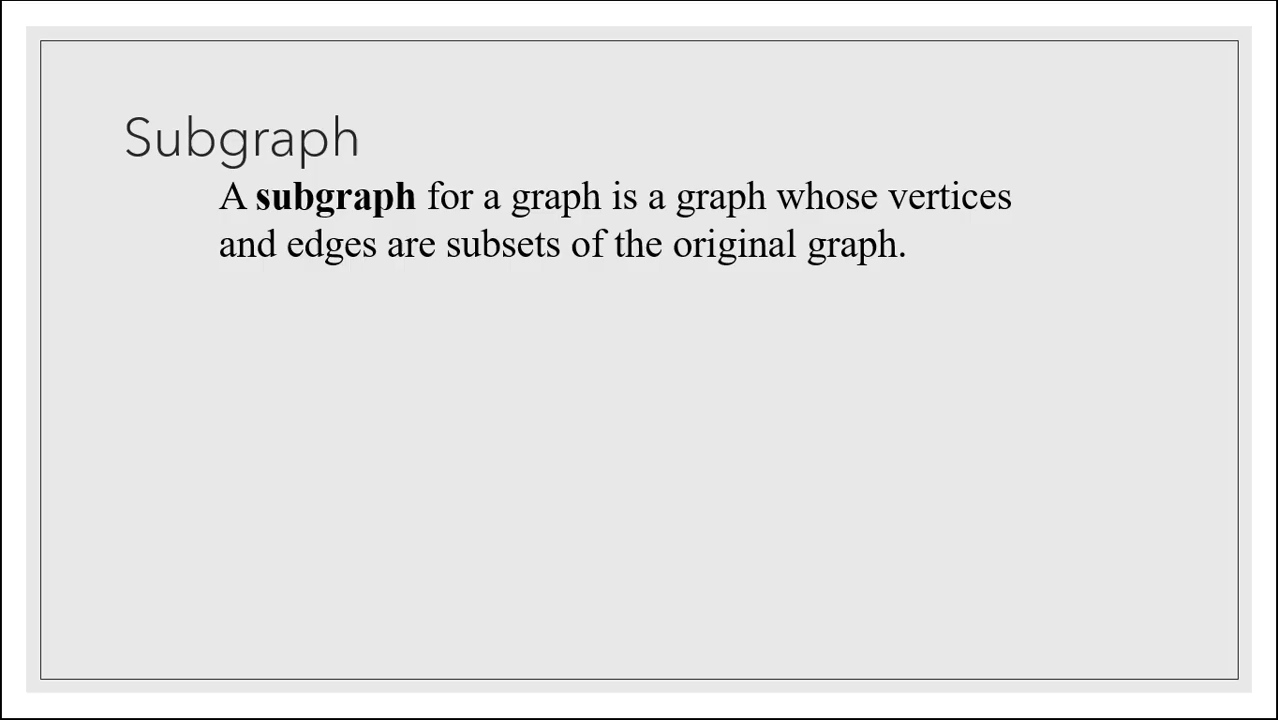 Subgraph
A subgraph for a graph is a graph whose vertices
and edges are subsets of the original graph.